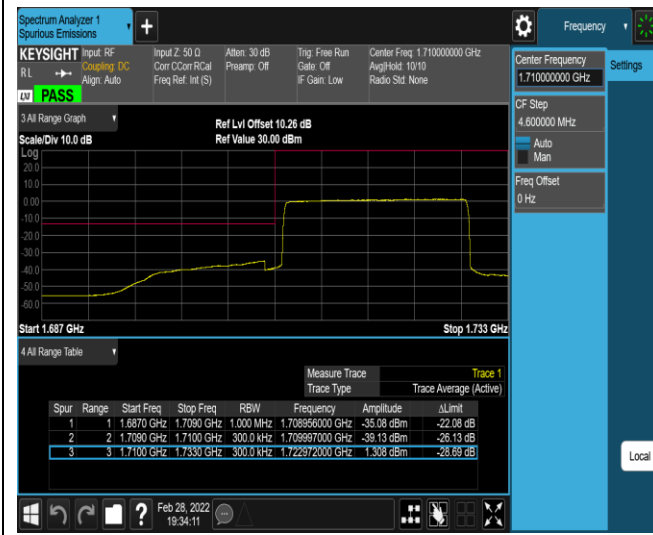 Spectrum Analyzer 1
Spurious Emissions
Frequency
KEYSIGHT
RL
Input: RF
Coupling: DC
Align: Auto
Input Z: 50 Ω
Corr CCorr RCal
Freq Ref: Int (S)
Atten: 30 dB
Preamp: Off
Trig: Free Run
Gate: Off
IF Gain: Low
Center Freq: 1.710000000 GHz
Avg|Hold: 10/10
Radio Std: None
LXI PASS
3 All Range Graph
Ref Lvl Offset 10.26 dB
Scale/Div 10.0 dB
Ref Value 30.00 dBm
Log
20.0
10.0
0.00
-10.0
-20.0
-30.0
-40.0
-50.0
-60.0
Start 1.687 GHz
Stop 1.733 GHz
4 All Range Table
Measure Trace Trace 1
Trace Type Trace Average (Active)
Spur Range Start Freq Stop Freq RBW Frequency Amplitude ΔLimit
1 1 1.6870 GHz 1.7090 GHz 1.000 MHz 1.708956000 GHz -35.08 dBm -22.08 dB
2 2 1.7090 GHz 1.7100 GHz 300.0 kHz 1.709997000 GHz -39.13 dBm -26.13 dB
3 3 1.7100 GHz 1.7330 GHz 300.0 kHz 1.722972000 GHz 1.308 dBm -28.69 dB
Center Frequency
1.710000000 GHz
Settings
CF Step
4.600000 MHz
Auto
Man
Freq Offset
0 Hz
Local
?
Feb 28, 2022
19:34:11